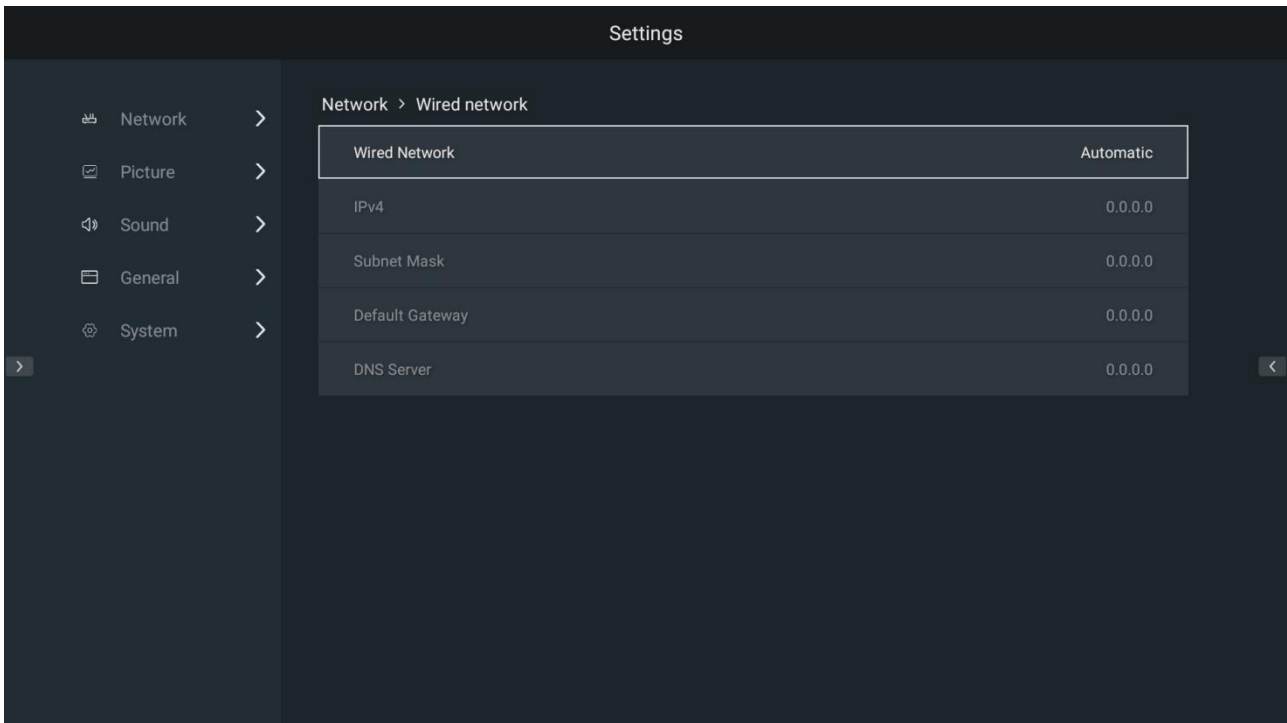 Settings
Network
Picture
Sound
General
System
Network > Wired network
Wired Network Automatic
IPv4 0.0.0.0
Subnet Mask 0.0.0.0
Default Gateway 0.0.0.0
DNS Server 0.0.0.0